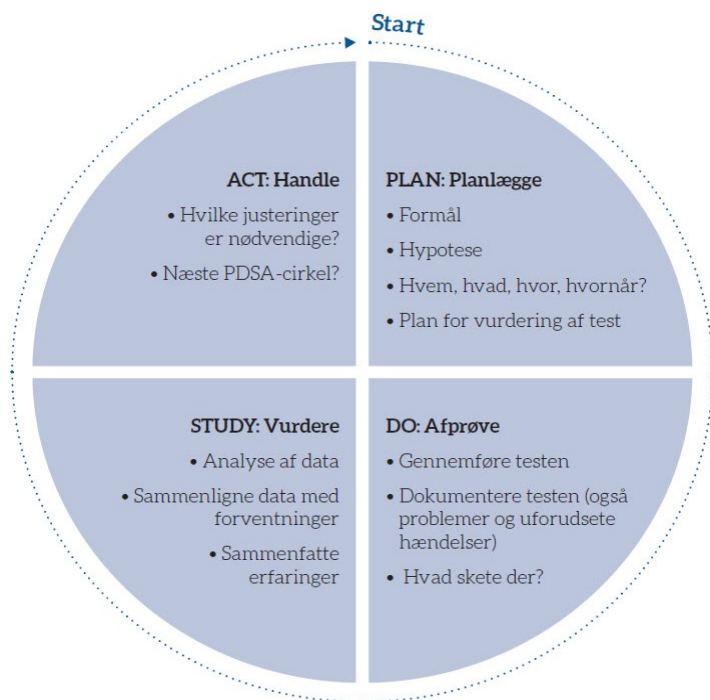 Start
PLAN: Planlægge
• Formål
• Hypotese
• Hvem, hvad, hvor, hvornår?
• Plan for vurdering af test
DO: Afprøve
• Gennemføre testen
• Dokumentere testen (også
problemer og uforudsete
hændelser)
• Hvad skete der?
STUDY: Vurdere
• Analyse af data
• Sammenligne data med
forventninger
• Sammenfatte
erfaringer
ACT: Handle
• Hvilke justeringer
er nødvendige?
• Næste PDSA-cirkel?